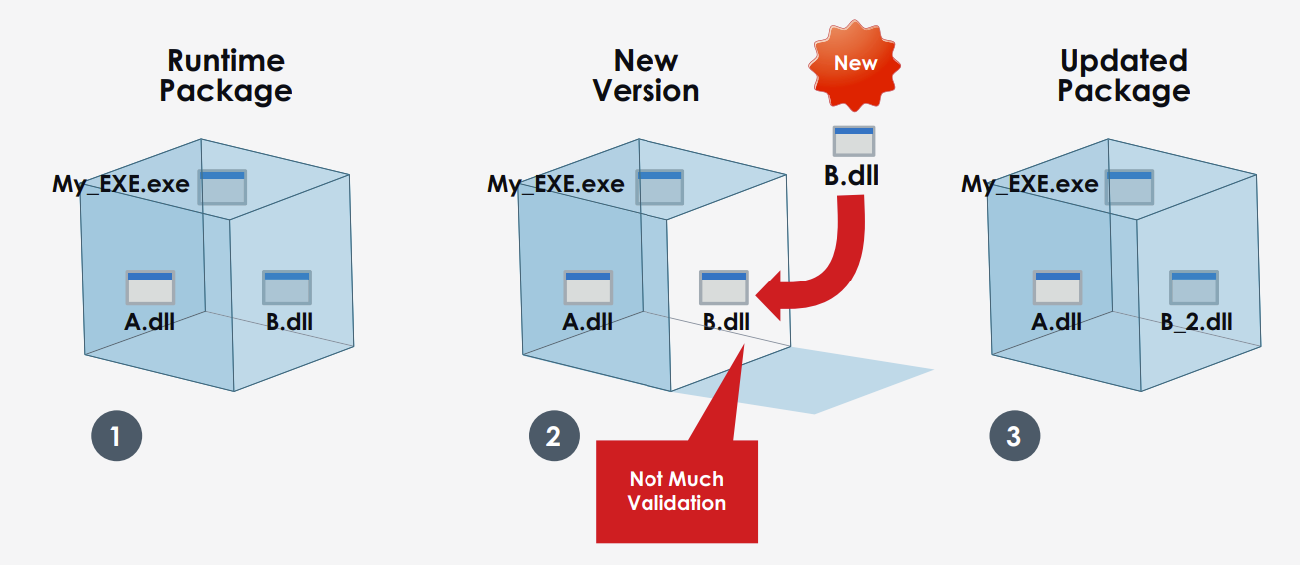 Runtime
Package
My_EXE.exe
A.dll
B.dll
1
New
Version
New
B.dll
My_EXE.exe
A.dll
B.dll
2
Not Much
Validation
Updated
Package
My_EXE.exe
A.dll
B_2.dll
3